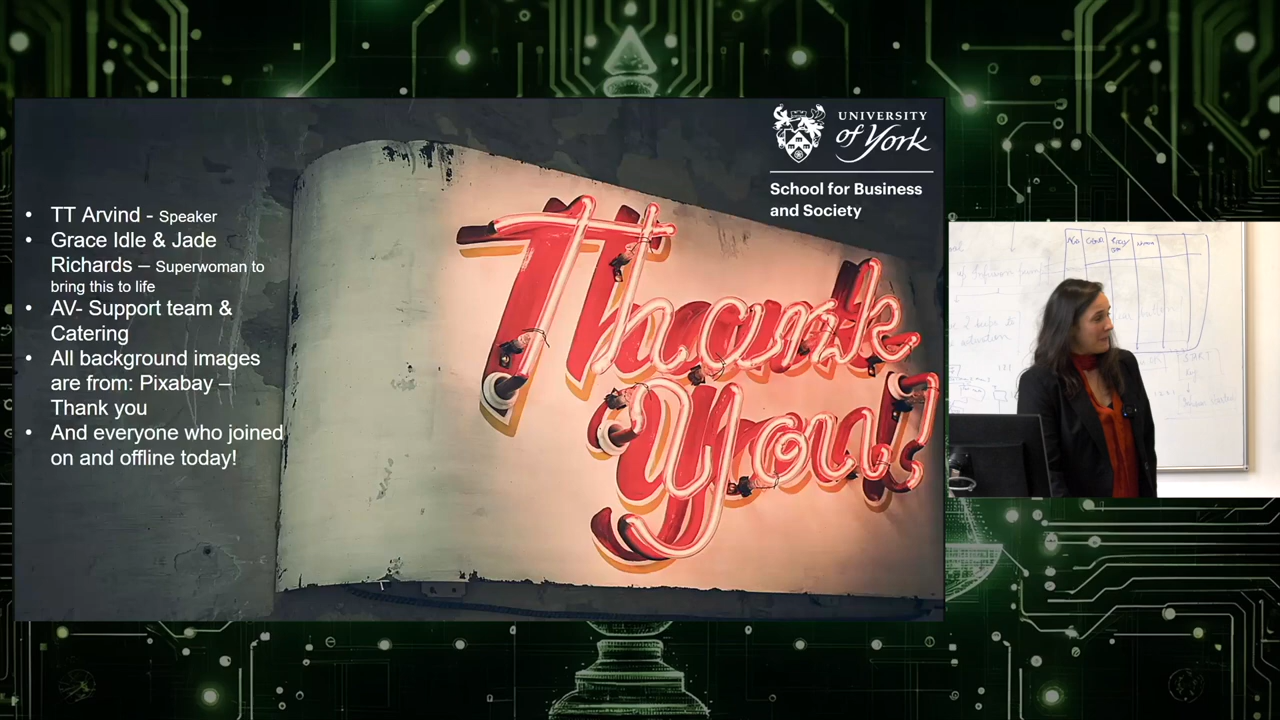 UNIVERSITY
of York
School for Business
and Society
• TT Arvind - Speaker
• Grace Idle & Jade
Richards – Superwoman to
bring this to life
• AV- Support team &
Catering
• All background images
are from: Pixabay –
Thank you
• And everyone who joined
on and offline today!
Thank
You!